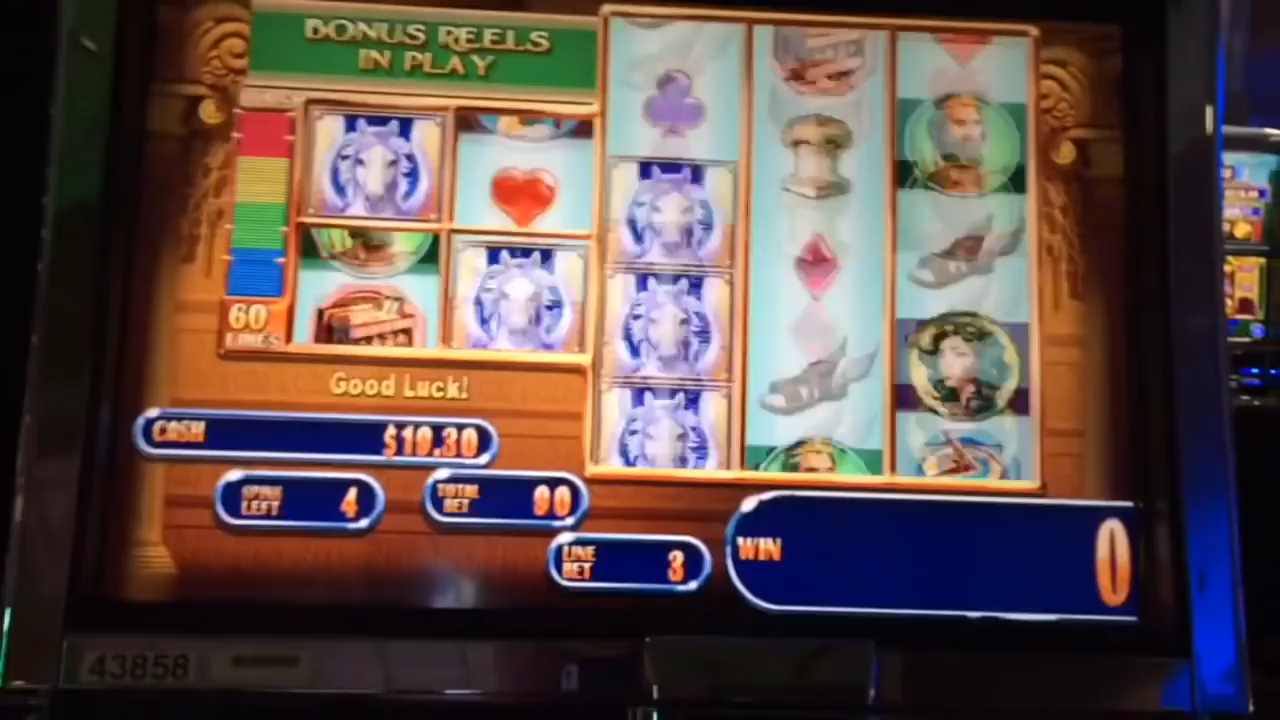 BONUS REELS
IN PLAY
60
LINES
Good Luck!
CASH $19.30
SPINS
LEFT 4
TOTAL
BET 90
LINE
BET 3
WIN 0
43858